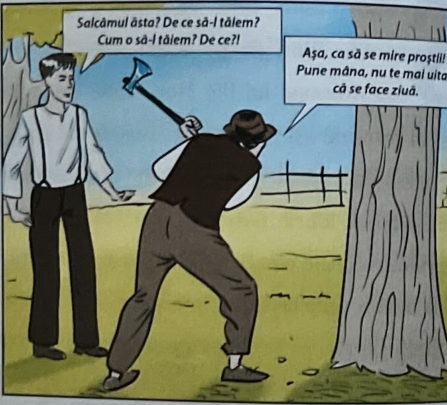 Salcâmul ăsta? De ce să-l tăiem?
Cum o să-l tăiem? De ce?!
Așa, ca să se mire proștii!
Pune mâna, nu te mai uita
că se face ziuă.